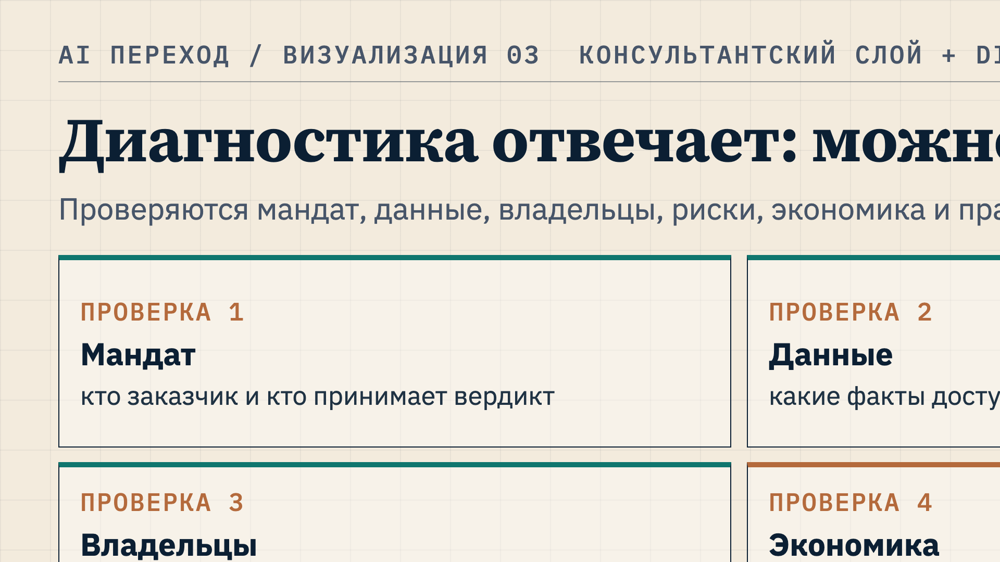 AI ПЕРЕХОД / ВИЗУАЛИЗАЦИЯ 03 КОНСУЛЬТАНТСКИЙ СЛОЙ +
Диагностика отвечает:
Проверяются мандат, данные, владельцы, риски, экономика и
ПРОВЕРКА 1
Мандат
кто заказчик и кто принимает вердикт
ПРОВЕРКА 2
Данные
какие факты
ПРОВЕРКА 3
Владельцы
ПРОВЕРКА 4
Экономика